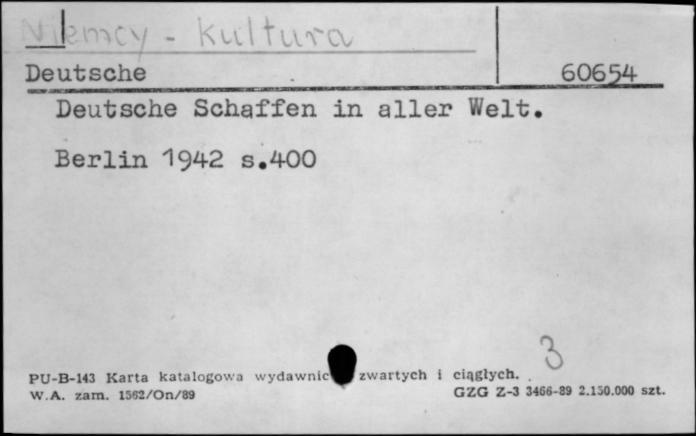 Niemcy - Kultura
Deutsche 60654
Deutsche Schaffen in aller Welt.
Berlin 1942 s.400
3
PU-B-143 Karta katalogowa wydawnic zwartych i ciągłych.
W.A. zam. 1562/On/89 GZG Z-3 3466-89 2.150.000 szt.